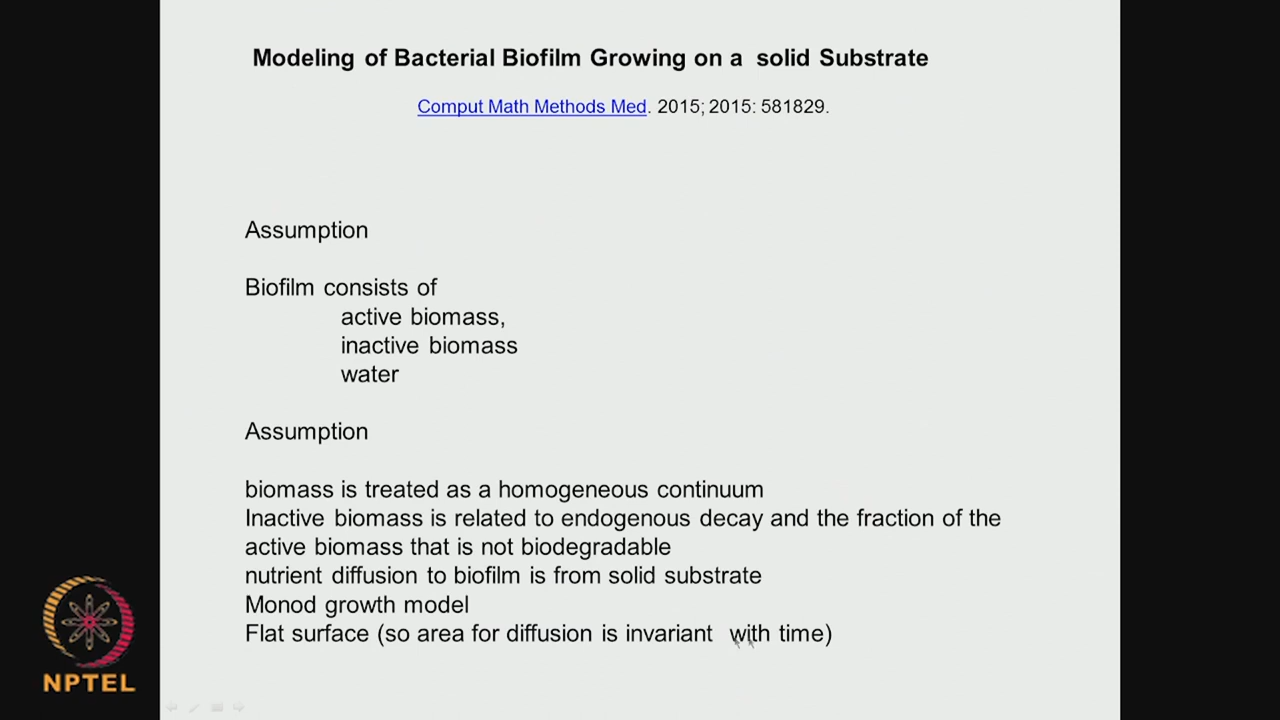 Modeling of Bacterial Biofilm Growing on a solid Substrate
Comput Math Methods Med. 2015; 2015: 581829.
Assumption
Biofilm consists of
active biomass,
inactive biomass
water
Assumption
biomass is treated as a homogeneous continuum
Inactive biomass is related to endogenous decay and the fraction of the
active biomass that is not biodegradable
nutrient diffusion to biofilm is from solid substrate
Monod growth model
Flat surface (so area for diffusion is invariant with time)
NPTEL